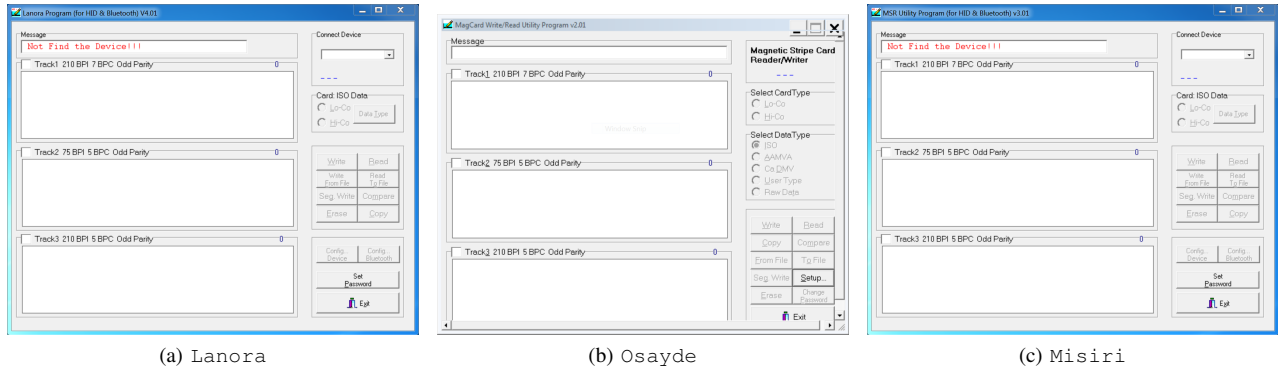 Lanora Program (for HID & Bluetooth) V4.01
Message
Not Find the Device!!!
Connect Device
---
Track1 210 BPI 7 BPC Odd Parity
0
Card: ISO Data
Lo-Co
Hi-Co
Data Type
Track2 75 BPI 5 BPC Odd Parity
0
Write
Read
Write From File
Read To File
Seg. Write
Compare
Erase
Copy
Track3 210 BPI 5 BPC Odd Parity
0
Config... Device
Config... Bluetooth
Set Password
Exit
(a) Lanora
MagCard Write/Read Utility Program v2.01
Message
Magnetic Stripe Card
Reader/Writer
---
Track1 210 BPI 7 BPC Odd Parity
0
Select CardType
Lo-Co
Hi-Co
Select DataType
ISO
AAMVA
Ca DMV
User Type
Raw Data
Track2 75 BPI 5 BPC Odd Parity
0
Write
Read
Copy
Compare
From File
To File
Seg. Write
Setup...
Erase
Change Password
Track3 210 BPI 5 BPC Odd Parity
0
Exit
(b) Osayde
MSR Utility Program (for HID & Bluetooth) v3.01
Message
Not Find the Device!!!
Connect Device
---
Track1 210 BPI 7 BPC Odd Parity
0
Card: ISO Data
Lo-Co
Hi-Co
Data Type
Track2 75 BPI 5 BPC Odd Parity
0
Write
Read
Write From File
Read To File
Seg. Write
Compare
Erase
Copy
Track3 210 BPI 5 BPC Odd Parity
0
Config... Device
Config... Bluetooth
Set Password
Exit
(c) Misiri